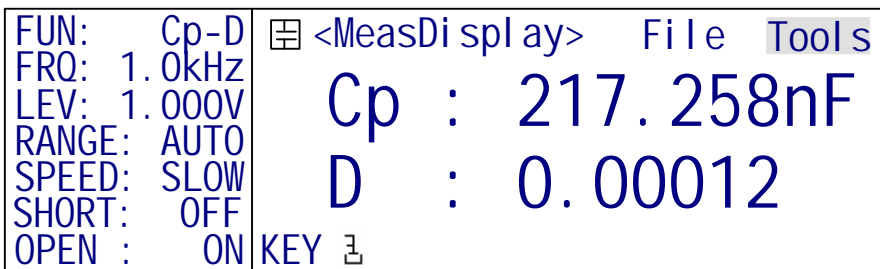 FUN: Cp-D
FRQ: 1.0kHz
LEV: 1.000V
RANGE: AUTO
SPEED: SLOW
SHORT: OFF
OPEN : ON
<MeasDisplay> File Tools
Cp : 217.258nF
D : 0.00012
KEY